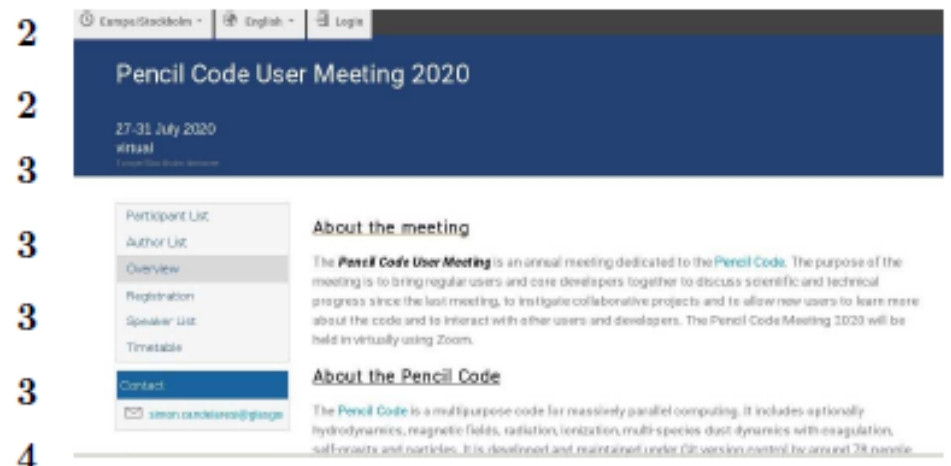 2
Europe/Stockholm English Login
Pencil Code User Meeting 2020
2
27-31 July 2020
virtual
3
Europe/Stockholm timezone
Participant List
About the meeting
3
Author List
The Pencil Code User Meeting is an annual meeting dedicated to the Pencil Code. The purpose of the
Overview
meeting is to bring regular users and core developers together to discuss scientific and technical
Registration
progress since the last meeting, to instigate collaborative projects and to allow new users to learn more
3
Speaker List
about the code and to interact with other users and developers. The Pencil Code Meeting 2020 will be
Timetable
held in virtually using Zoom.
3
Contact
About the Pencil Code
The Pencil Code is a multipurpose code for massively parallel computing. It includes optionally
hydrodynamics, magnetic fields, radiation, ionization, multi-species dust dynamics with coagulation,
4
self-gravity and particles. It is developed and maintained under Git version control by around 78 people